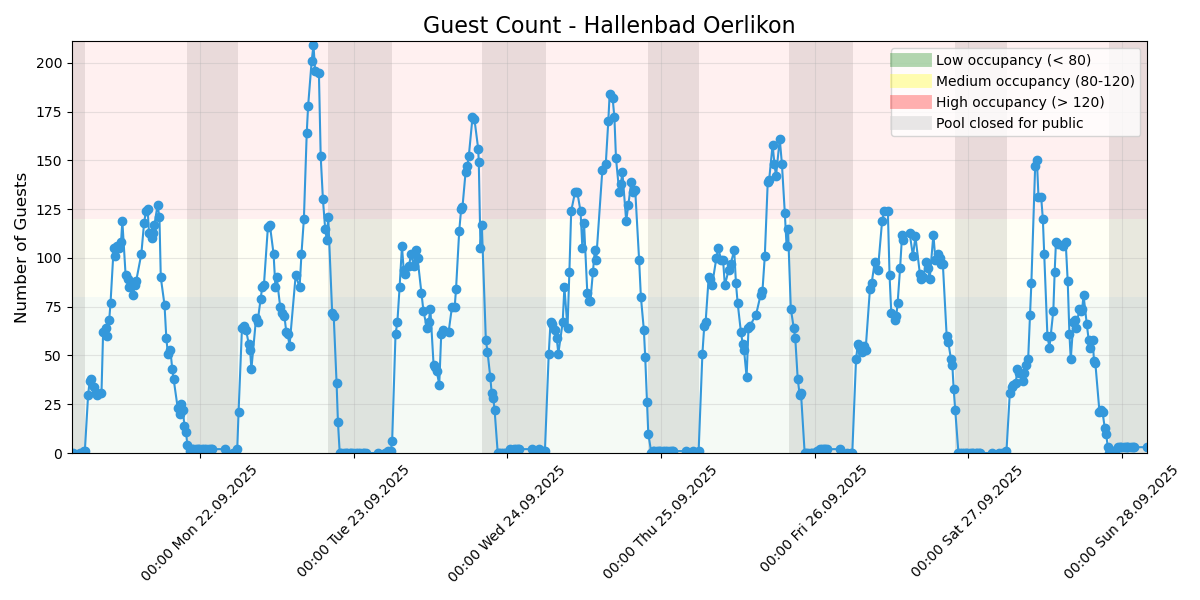 Guest Count - Hallenbad Oerlikon
Number of Guests
200
175
150
125
100
75
50
25
0
Low occupancy (< 80)
Medium occupancy (80-120)
High occupancy (> 120)
Pool closed for public
00:00 Mon 22.09.2025
00:00 Tue 23.09.2025
00:00 Wed 24.09.2025
00:00 Thu 25.09.2025
00:00 Fri 26.09.2025
00:00 Sat 27.09.2025
00:00 Sun 28.09.2025